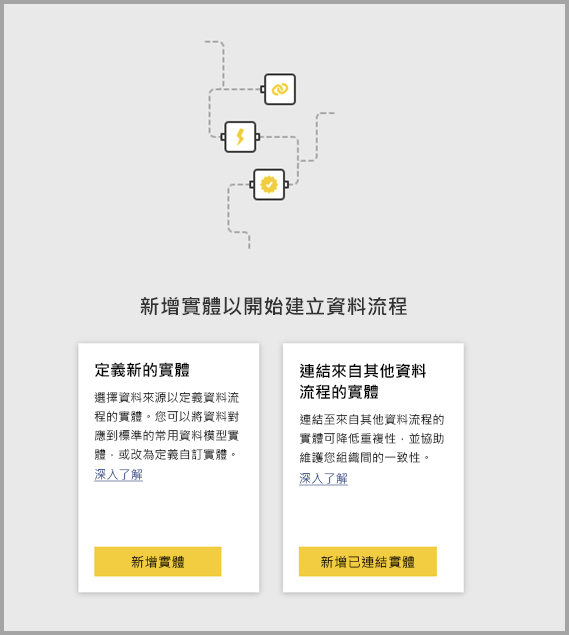 新增實體以開始建立資料流程
定義新的實體
選擇資料來源以定義資料流
程的實體。您可以將資料對
應到標準的常用資料模型實
體，或改為定義自訂實體。
深入了解
新增實體
連結來自其他資料
流程的實體
連結至來自其他資料流程的
實體可降低重複性，並協助
維護您組織間的一致性。
深入了解
新增已連結實體